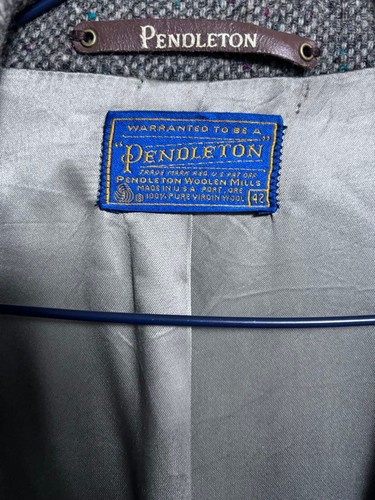 PENDLETON
WARRANTED TO BE A
"PENDLETON"
TRADE MARK REG. U.S. PAT. OFF.
PENDLETON WOOLEN MILLS
MADE IN U S A PORT, ORE
100% PURE VIRGIN WOOL 42